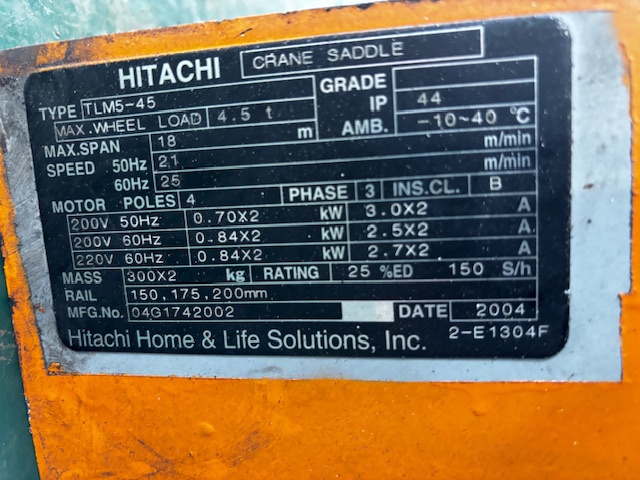 HITACHI CRANE SADDLE
TYPE TLM5-45 GRADE
MAX.WHEEL LOAD 4.5 t IP 44
MAX.SPAN 18 m AMB. -10~40 ℃
SPEED 50Hz 21 m/min
60Hz 25 m/min
MOTOR POLES 4 PHASE 3 INS.CL. B
200V 50Hz 0.70X2 kW 3.0X2 A
200V 60Hz 0.84X2 kW 2.5X2 A
220V 60Hz 0.84X2 kW 2.7X2 A
MASS 300X2 kg RATING 25 %ED 150 S/h
RAIL 150,175,200mm
MFG.No. 04G1742002 DATE 2004
Hitachi Home & Life Solutions, Inc. 2-E1304F